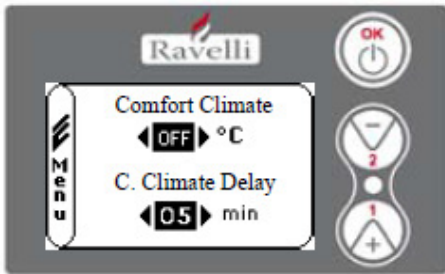 Ravelli
OK
Menu
Comfort Climate
OFF °C
C. Climate Delay
05 min
2
1